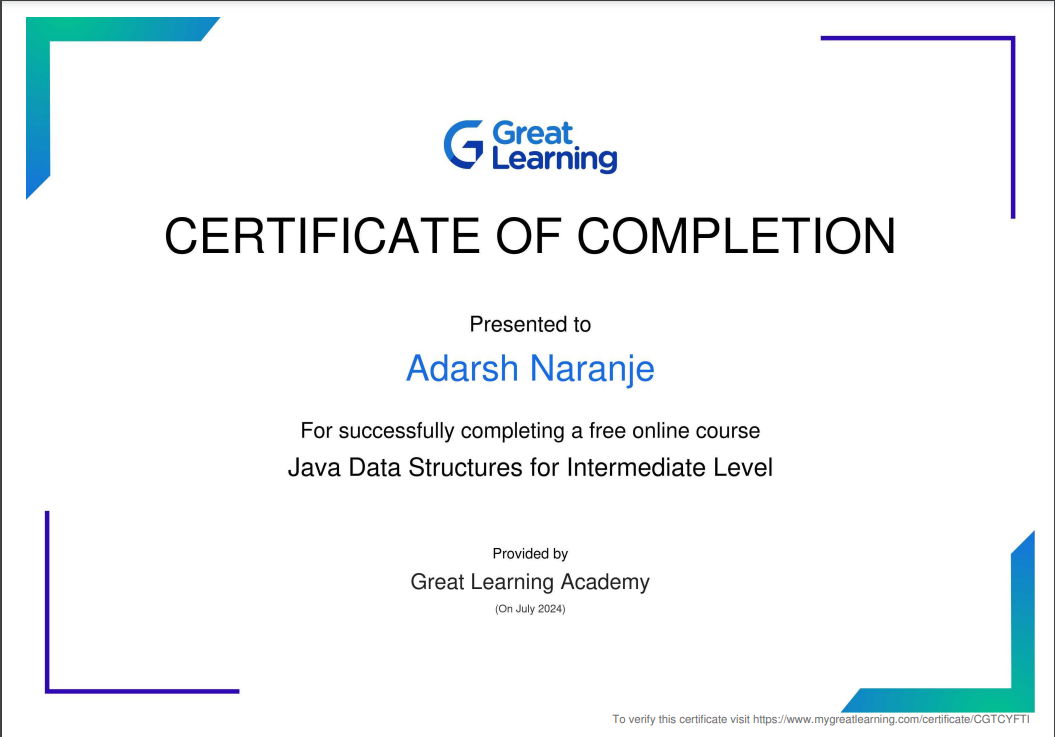 Great
Learning
CERTIFICATE OF COMPLETION
Presented to
Adarsh Naranje
For successfully completing a free online course
Java Data Structures for Intermediate Level
Provided by
Great Learning Academy
(On July 2024)
To verify this certificate visit https://www.mygreatlearning.com/certificate/CGTCYFTI